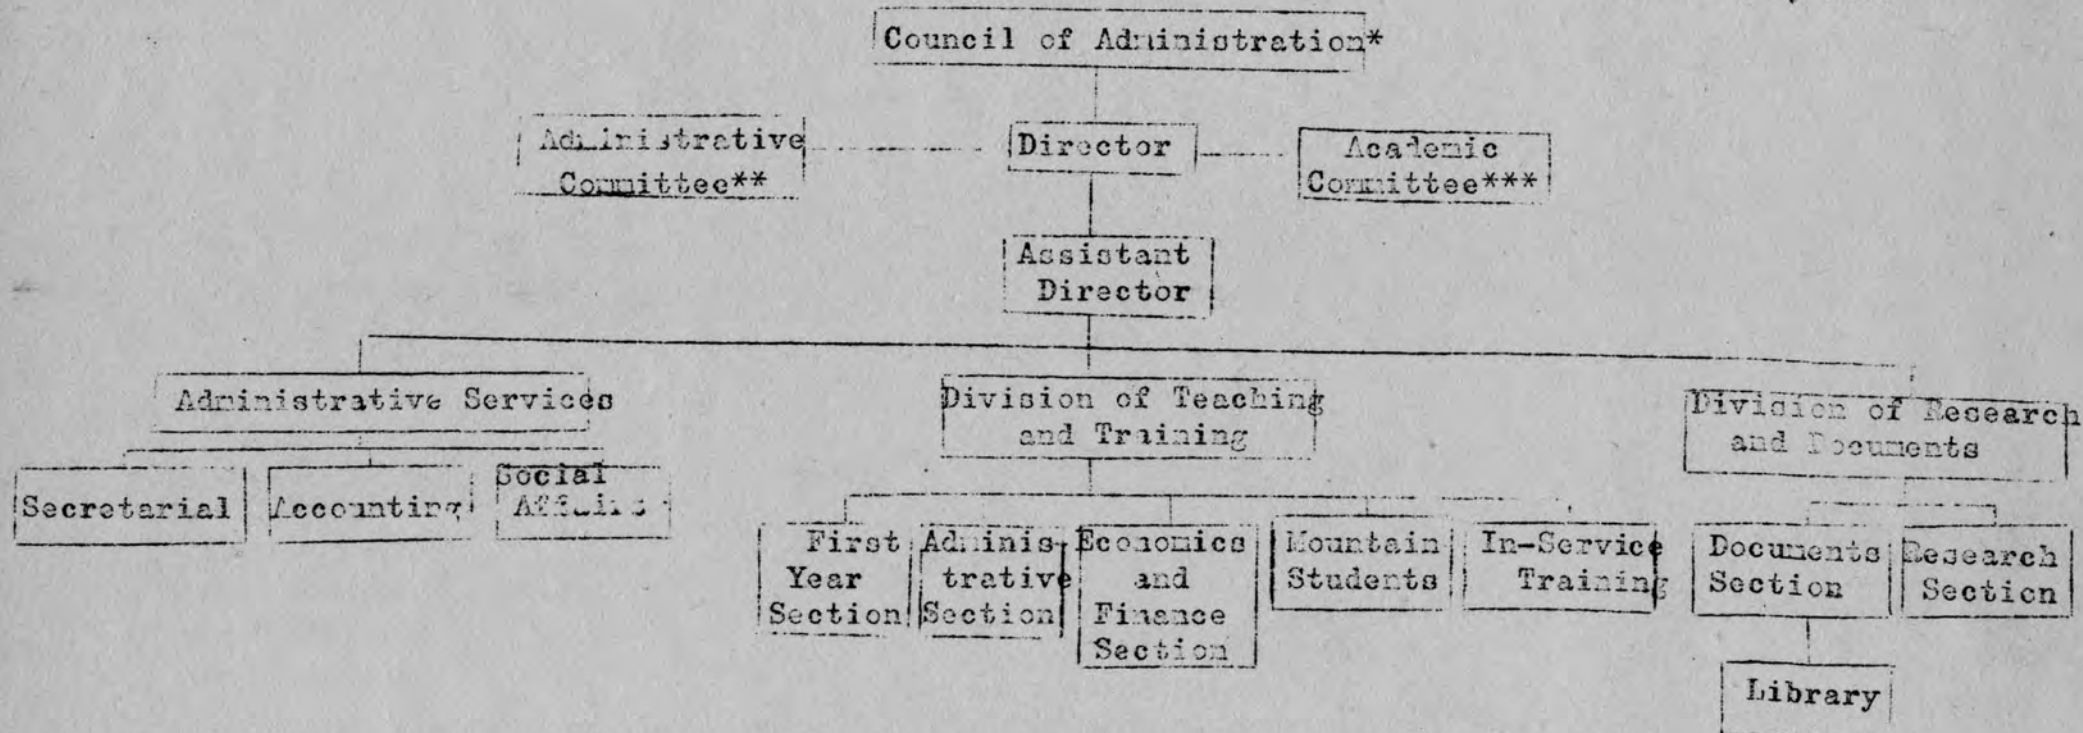 Council of Administration*
Administrative
Committee**
Director
Academic
Committee***
Assistant
Director
Administrative Services
Division of Teaching
and Training
Division of Research
and Documents
Secretarial
Accounting
Social
Affairs
First
Year
Section
Adminis-
trative
Section
Economics
and
Finance
Section
Mountain
Students
In-Service
Training
Documents
Section
Research
Section
Library